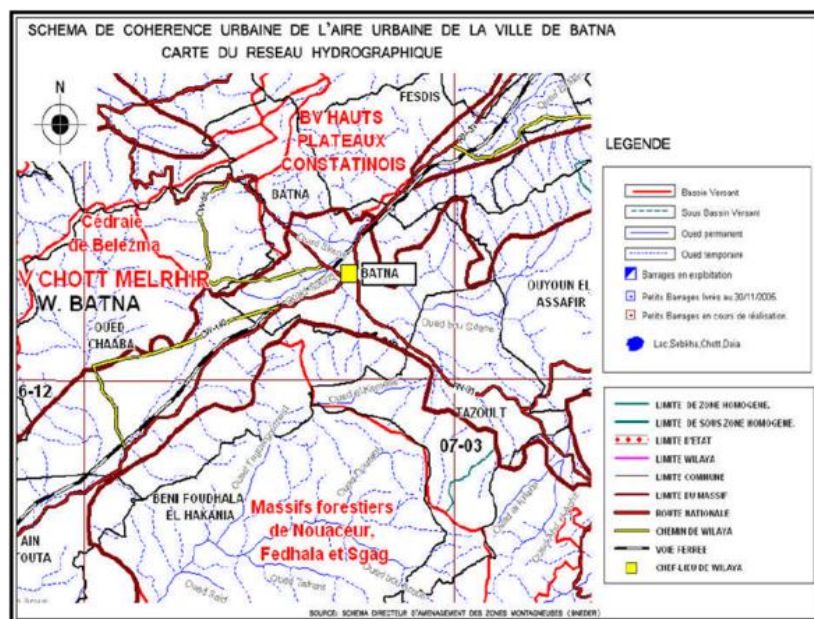 SCHEMA DE COHERENCE URBAINE DE L'AIRE URBAINE DE LA VILLE DE BATNA
CARTE DU RESEAU HYDROGRAPHIQUE
N
FESDIS
BV HAUTS
PLATEAUX
CONSTATINOIS
BATNA
Cédraie
de Belezma
V CHOTT MELRHIR
W. BATNA
BATNA
OUYOUN EL
ASSAFIR
OUED
CHAABA
6-12
TAZOULT
07-03
BENI FOUDHALA
EL HAKANIA
Massifs forestiers
de Nouaceur,
Fedhala et Sgag
AIN
TOUTA
LEGENDE
Bassin Versant
Sous Bassin Versant
Oued permanent
Oued temporaire
Barrages en exploitation
Petits Barrages livrés au 30/11/2005
Petits Barrages en cours de réalisation.
Lac,Sebkha,Chott,Daia
LIMITE DE ZONE HOMOGENE.
LIMITE DE SOUS ZONE HOMOGENE.
LIMITE D'ETAT
LIMITE WILAYA
LIMITE COMMUNE
LIMITE DU MASSIF
ROUTE NATIONALE
CHEMIN DE WILAYA
VOIE FERREE
CHEF-LIEU DE WILAYA
SOURCE: SCHEMA DIRECTEUR D'AMENAGEMENT DES ZONES MONTAGNEUSES (BNEDER)